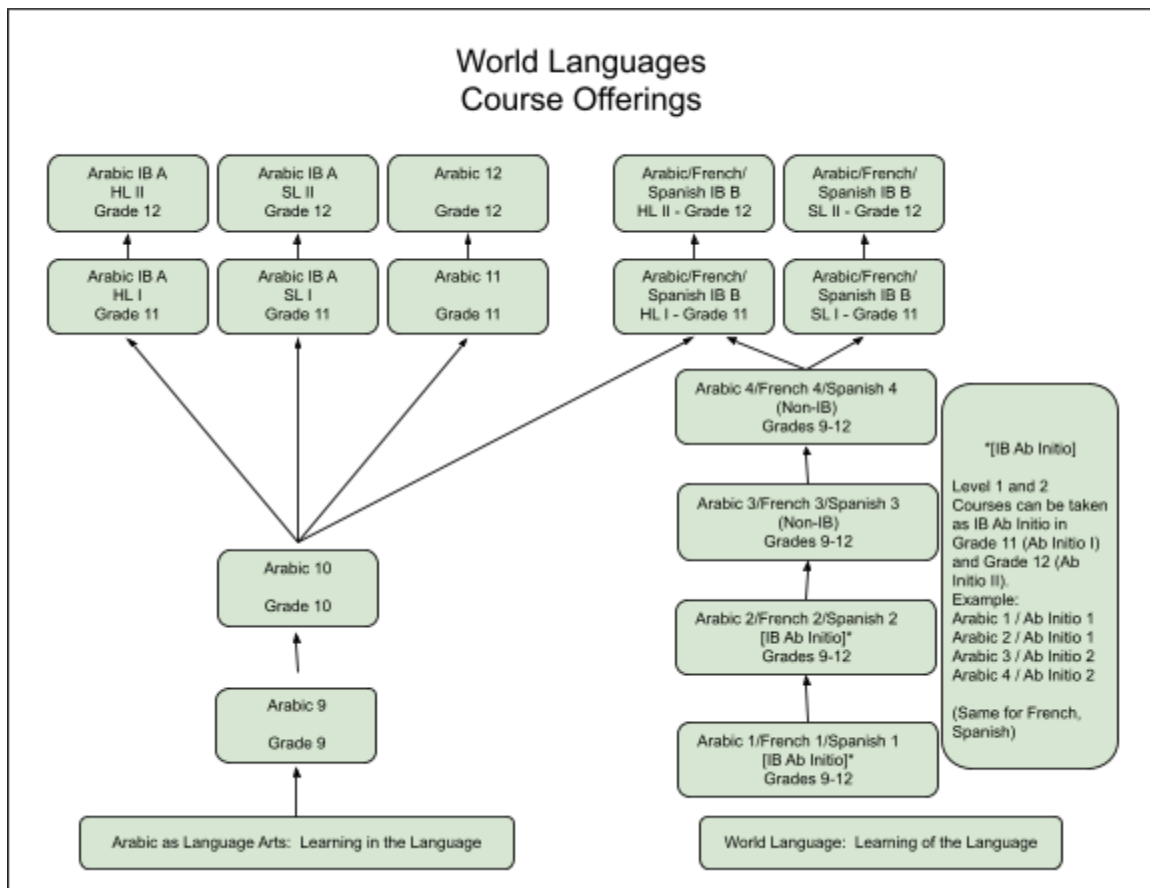 World Languages
Course Offerings
Arabic IB A
HL II
Grade 12
Arabic IB A
SL II
Grade 12
Arabic 12
Grade 12
Arabic/French/
Spanish IB B
HL II - Grade 12
Arabic/French/
Spanish IB B
SL II - Grade 12
Arabic IB A
HL I
Grade 11
Arabic IB A
SL I
Grade 11
Arabic 11
Grade 11
Arabic/French/
Spanish IB B
HL I - Grade 11
Arabic/French/
Spanish IB B
SL I - Grade 11
Arabic 4/French 4/Spanish 4
(Non-IB)
Grades 9-12
Arabic 3/French 3/Spanish 3
(Non-IB)
Grades 9-12
Arabic 2/French 2/Spanish 2
[IB Ab Initio]*
Grades 9-12
Arabic 1/French 1/Spanish 1
[IB Ab Initio]*
Grades 9-12
*[IB Ab Initio]
Level 1 and 2
Courses can be taken
as IB Ab Initio in
Grade 11 (Ab Initio I)
and Grade 12 (Ab
Initio II).
Example:
Arabic 1 / Ab Initio 1
Arabic 2 / Ab Initio 1
Arabic 3 / Ab Initio 2
Arabic 4 / Ab Initio 2
(Same for French,
Spanish)
Arabic 10
Grade 10
Arabic 9
Grade 9
Arabic as Language Arts: Learning in the Language
World Language: Learning of the Language